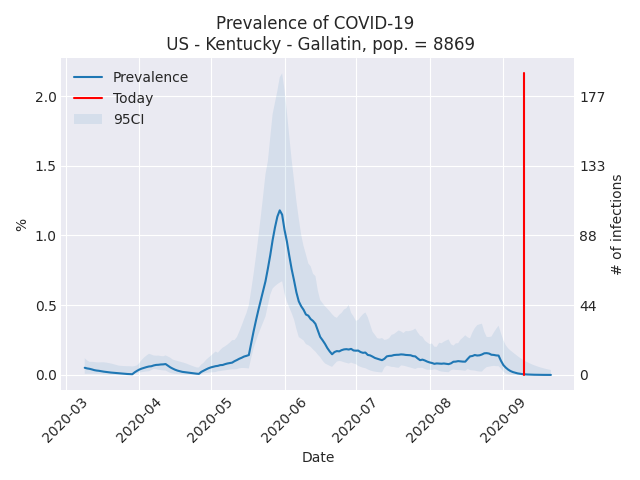 Prevalence of COVID-19
US - Kentucky - Gallatin, pop. = 8869
Prevalence
Today
95CI
%
2.0
1.5
1.0
0.5
0.0
177
133
88
44
0
# of infections
2020-03
2020-04
2020-05
2020-06
2020-07
2020-08
2020-09
Date